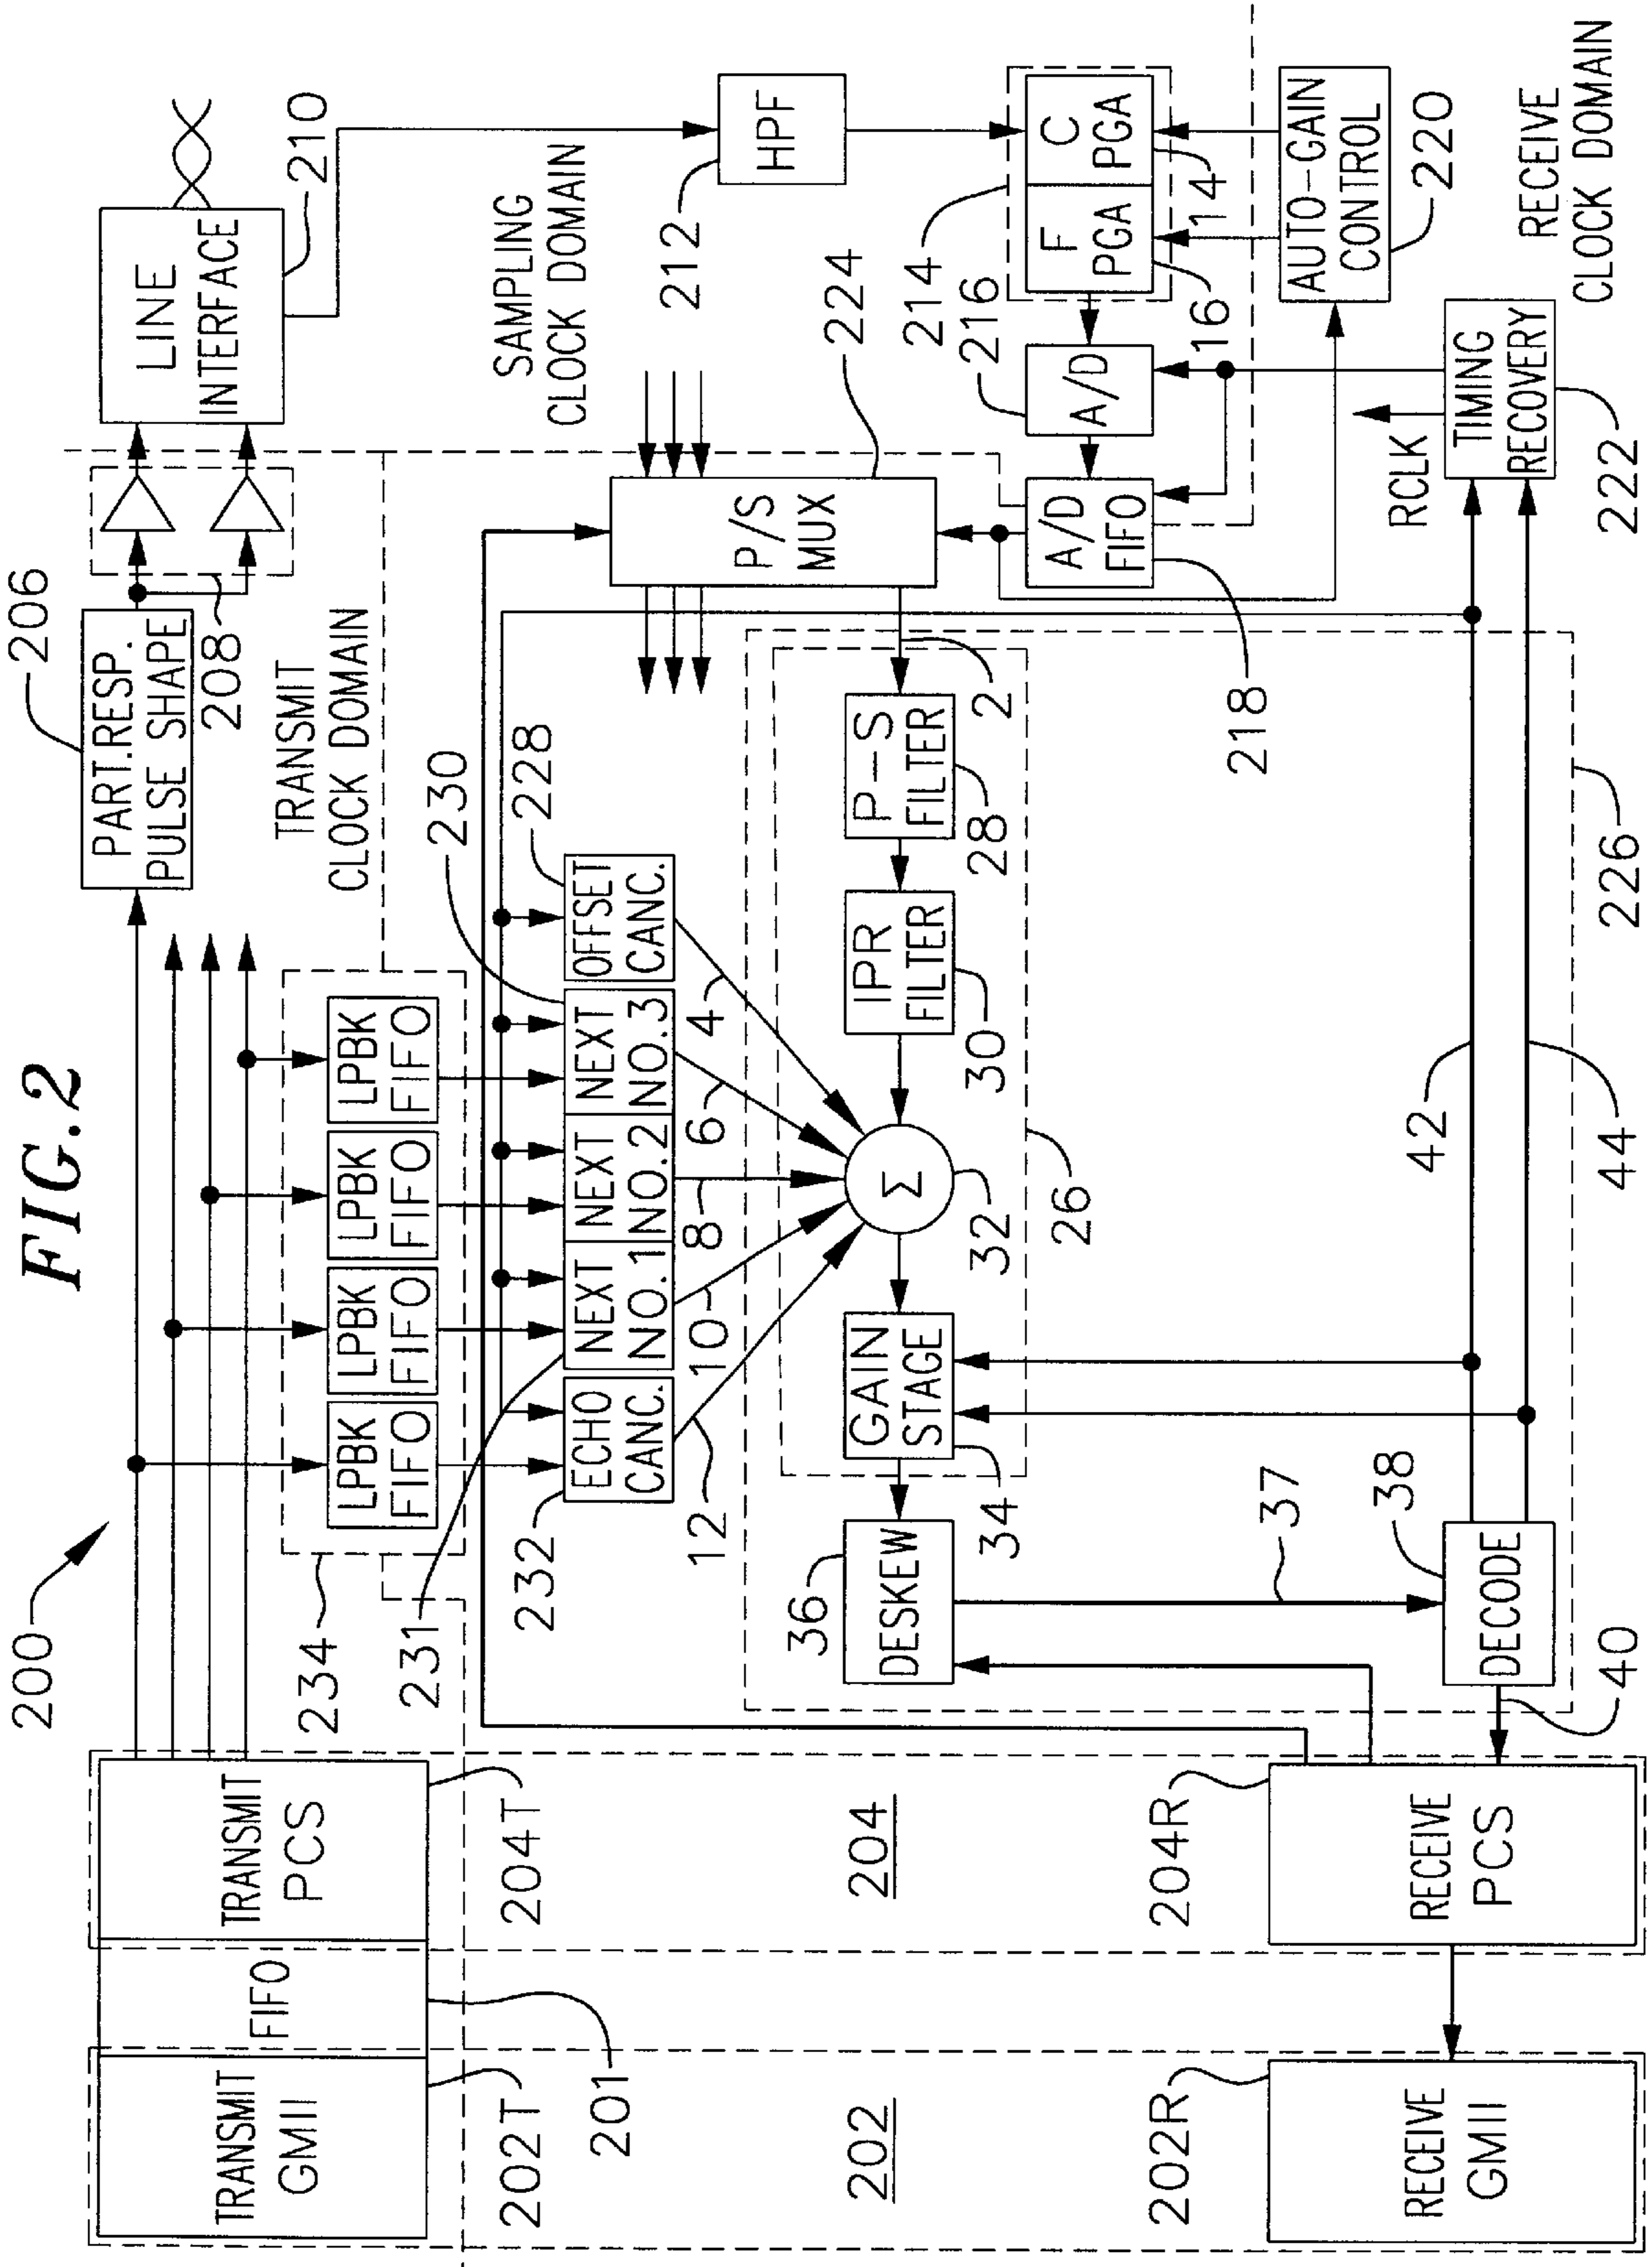 FIG.2
200
TRANSMIT
GMII
202T
FIFO
201
TRANSMIT
PCS
204T
PART.RESP.
PULSE SHAPE
206
208
LINE
INTERFACE
210
TRANSMIT
CLOCK DOMAIN
SAMPLING
CLOCK DOMAIN
234
LPBK
FIFO
LPBK
FIFO
LPBK
FIFO
LPBK
FIFO
231
232
ECHO
CANC.
NEXT
NO.1
NEXT
NO.2
NEXT
NO.3
230
OFFSET
CANC.
228
12
10
8
6
4
P/S
MUX
224
HPF
212
202
204
36
DESKEW
GAIN
STAGE
34
Σ
32
IPR
FILTER
30
P-S
FILTER
28
2
26
A/D
FIFO
218
A/D
216
F
PGA
16
C
PGA
14
214
37
38
DECODE
40
42
44
226
RCLK
TIMING
RECOVERY
222
AUTO-GAIN
CONTROL
220
RECEIVE
CLOCK DOMAIN
202R
RECEIVE
GMII
204R
RECEIVE
PCS